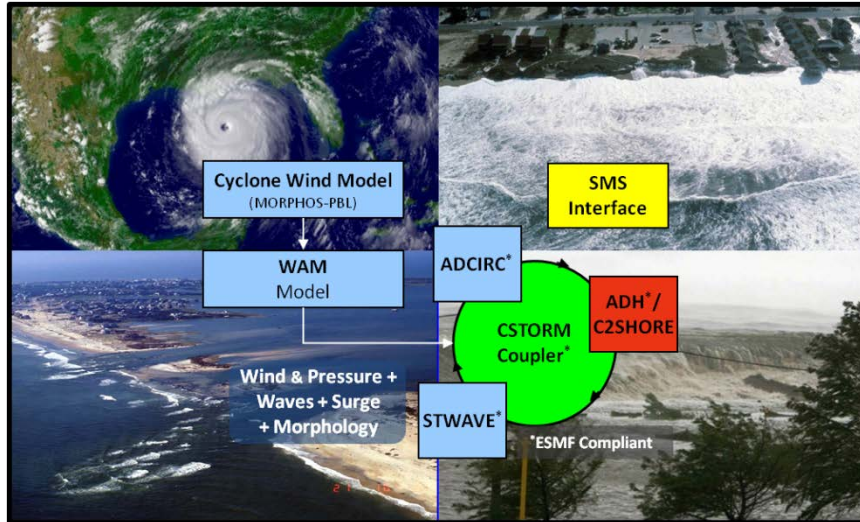 Cyclone Wind Model
(MORPHOS-PBL)
SMS
Interface
WAM
Model
ADCIRC*
ADH*/
C2SHORE
CSTORM
Coupler*
Wind & Pressure +
Waves + Surge
+ Morphology
STWAVE*
*ESMF Compliant